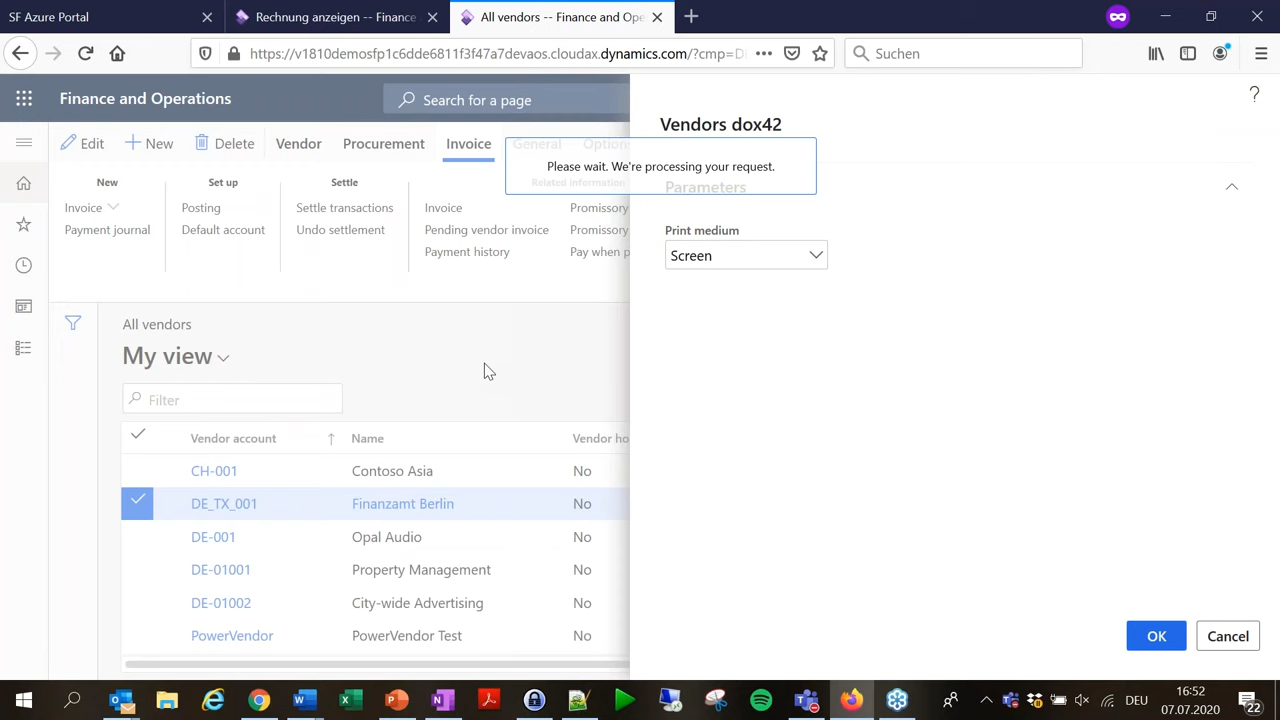 SF Azure Portal
Rechnung anzeigen -- Finance
All vendors -- Finance and Ope
https://v1810demosfp1c6dde6811f3f47a7devaos.cloudax.dynamics.com/?cmp=D
Suchen
Finance and Operations
Search for a page
?
Edit
New
Delete
Vendor
Procurement
Invoice
General
Options
Vendors dox42
Please wait. We're processing your request.
New
Set up
Settle
Related information
Parameters
Invoice
Posting
Settle transactions
Invoice
Promissory
Payment journal
Default account
Undo settlement
Pending vendor invoice
Promissory
Payment history
Pay when p
Print medium
Screen
All vendors
My view
Filter
Vendor account
Name
Vendor ho
CH-001
Contoso Asia
No
DE_TX_001
Finanzamt Berlin
No
DE-001
Opal Audio
No
DE-01001
Property Management
No
DE-01002
City-wide Advertising
No
PowerVendor
PowerVendor Test
No
OK
Cancel
DEU
16:52
07.07.2020
22